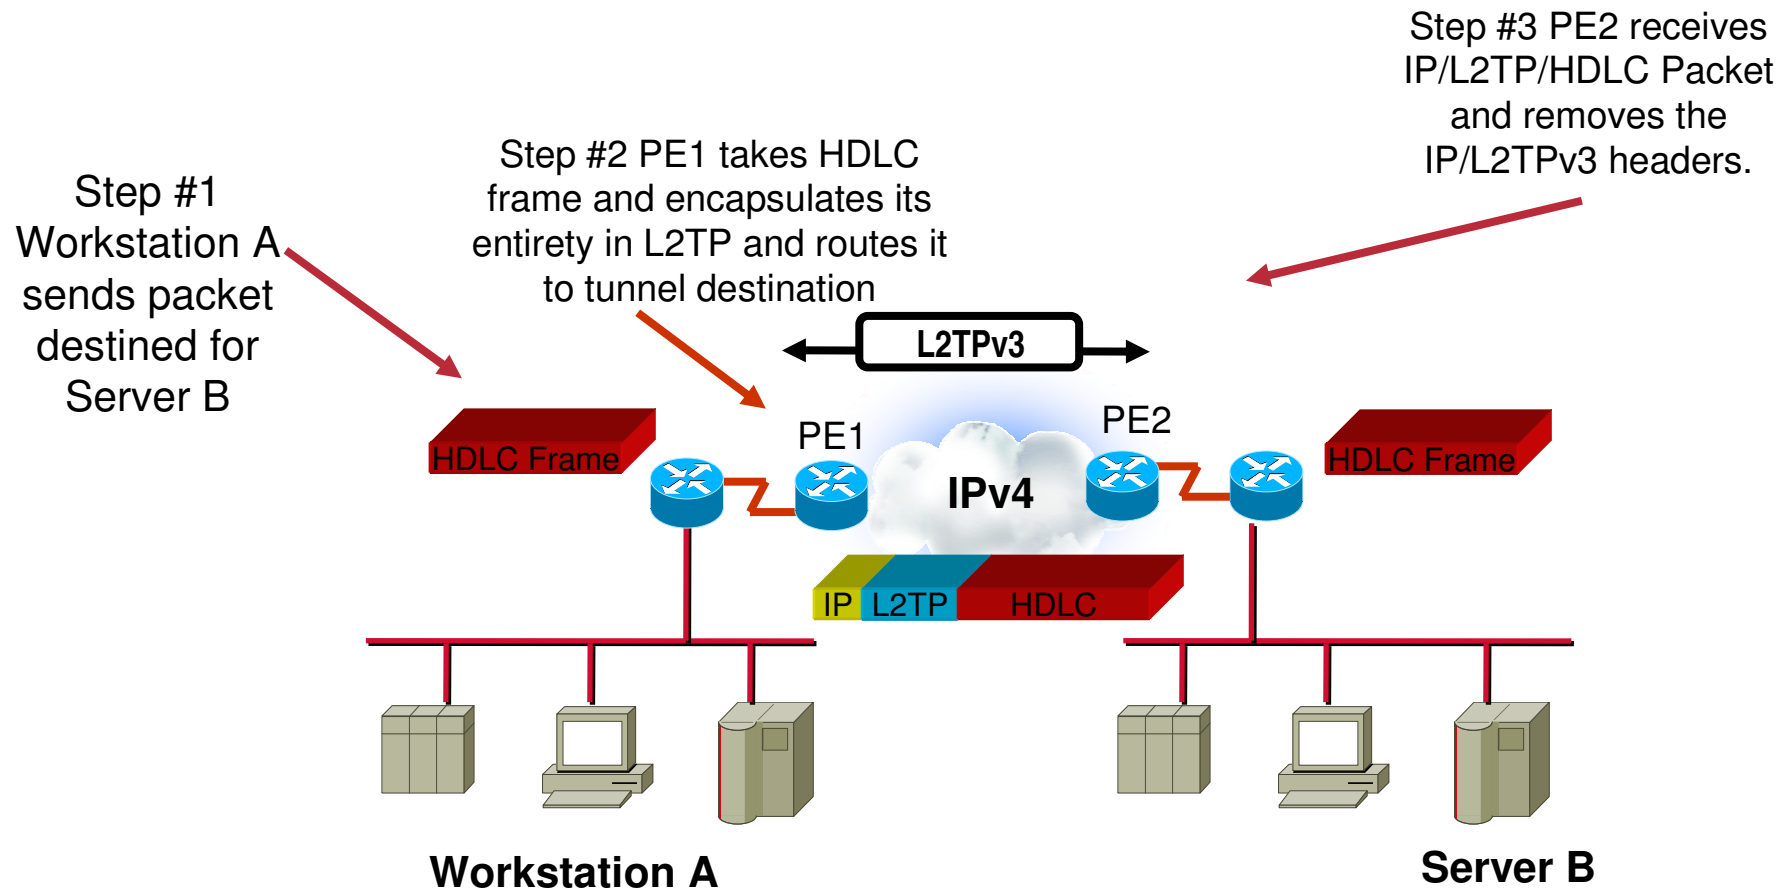 Step #3 PE2 receives
IP/L2TP/HDLC Packet
and removes the
IP/L2TPv3 headers.
Step #2 PE1 takes HDLC
frame and encapsulates its
entirety in L2TP and routes it
to tunnel destination
Step #1
Workstation A
sends packet
destined for
Server B
L2TPv3
PE1
PE2
HDLC Frame
HDLC Frame
IPv4
IP
L2TP
HDLC
Workstation A
Server B